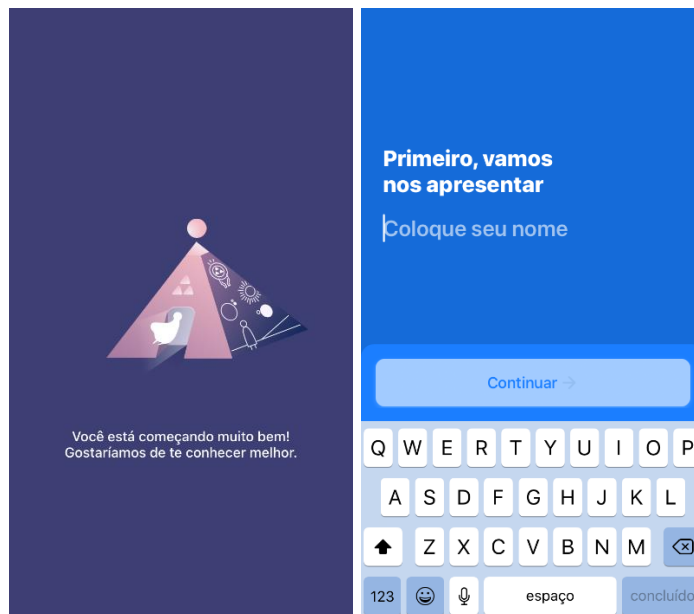 Você está começando muito bem!
Gostaríamos de te conhecer melhor.
Primeiro, vamos
nos apresentar
Coloque seu nome
Continuar →
Q W E R T Y U I O P
A S D F G H J K L
Z X C V B N M
123 espaço concluído